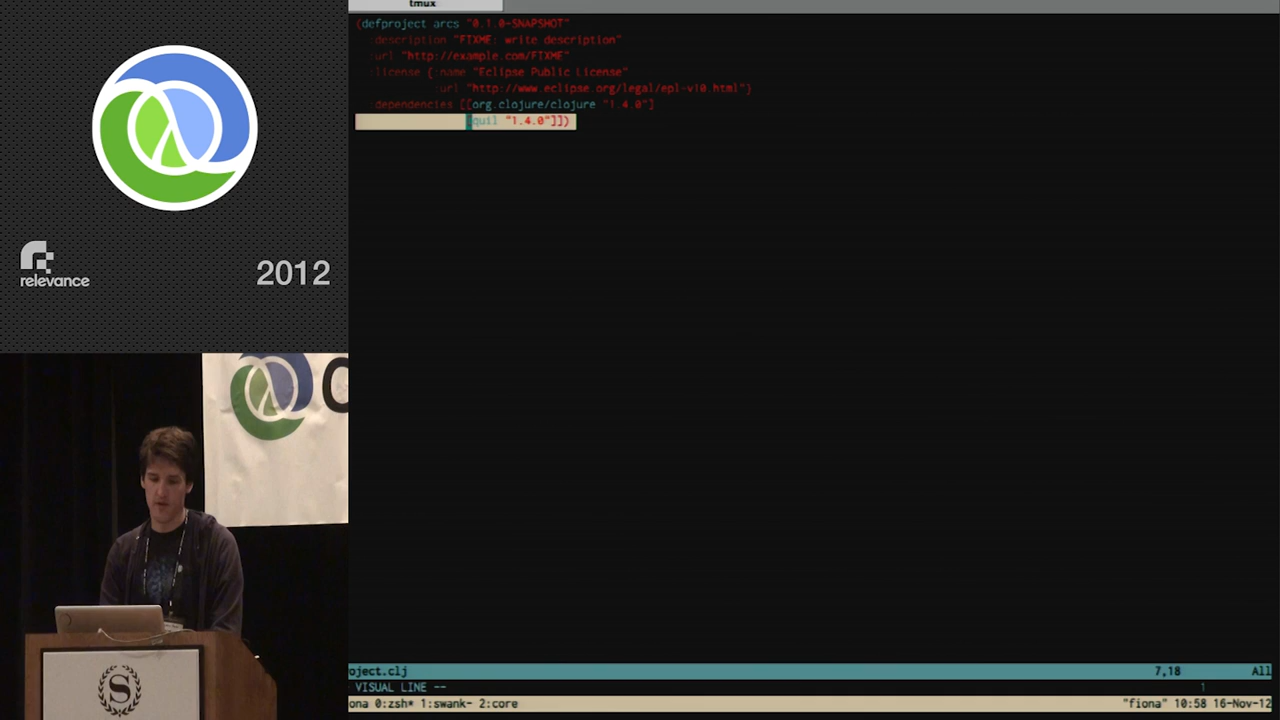 relevance
2012
tmux
(defproject arcs "0.1.0-SNAPSHOT"
:description "FIXME: write description"
:url "http://example.com/FIXME"
:license {:name "Eclipse Public License"
:url "http://www.eclipse.org/legal/epl-v10.html"}
:dependencies [[org.clojure/clojure "1.4.0"]
[quil "1.4.0"]])
oject.clj 7,18 All
VISUAL LINE -- 1
ona 0:zsh* 1:swank- 2:core "fiona" 10:58 16-Nov-12
S